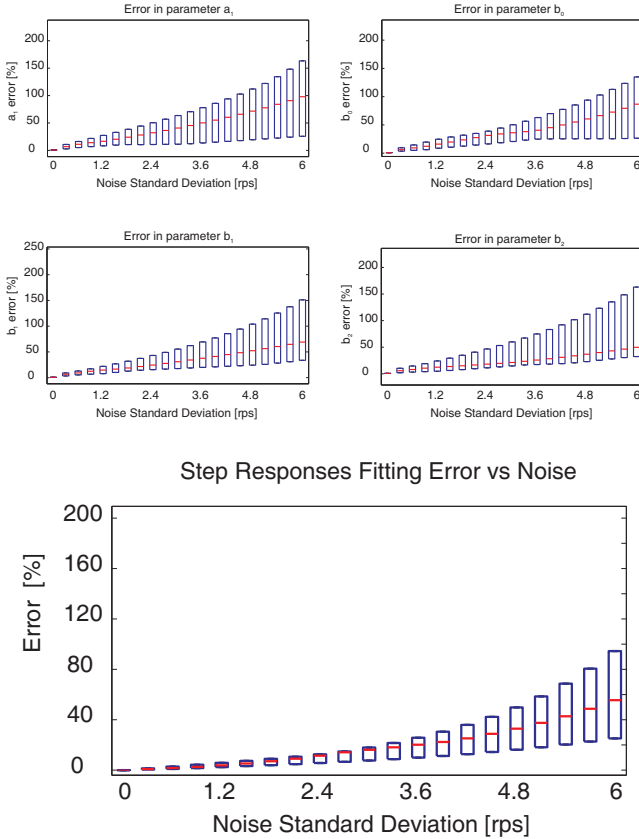 Error in parameter a1
Error in parameter b0
a1 error [%]
200
150
100
50
0
0 1.2 2.4 3.6 4.8 6
Noise Standard Deviation [rps]
b0 error [%]
200
150
100
50
0
0 1.2 2.4 3.6 4.8 6
Noise Standard Deviation [rps]
Error in parameter b1
Error in parameter b2
b, error [%]
250
200
150
100
50
0
0 1.2 2.4 3.6 4.8 6
Noise Standard Deviation [rps]
b2 error [%]
200
150
100
50
0
0 1.2 2.4 3.6 4.8 6
Noise Standard Deviation [rps]
Step Responses Fitting Error vs Noise
Error [%]
200
160
120
80
40
0
0 1.2 2.4 3.6 4.8 6
Noise Standard Deviation [rps]